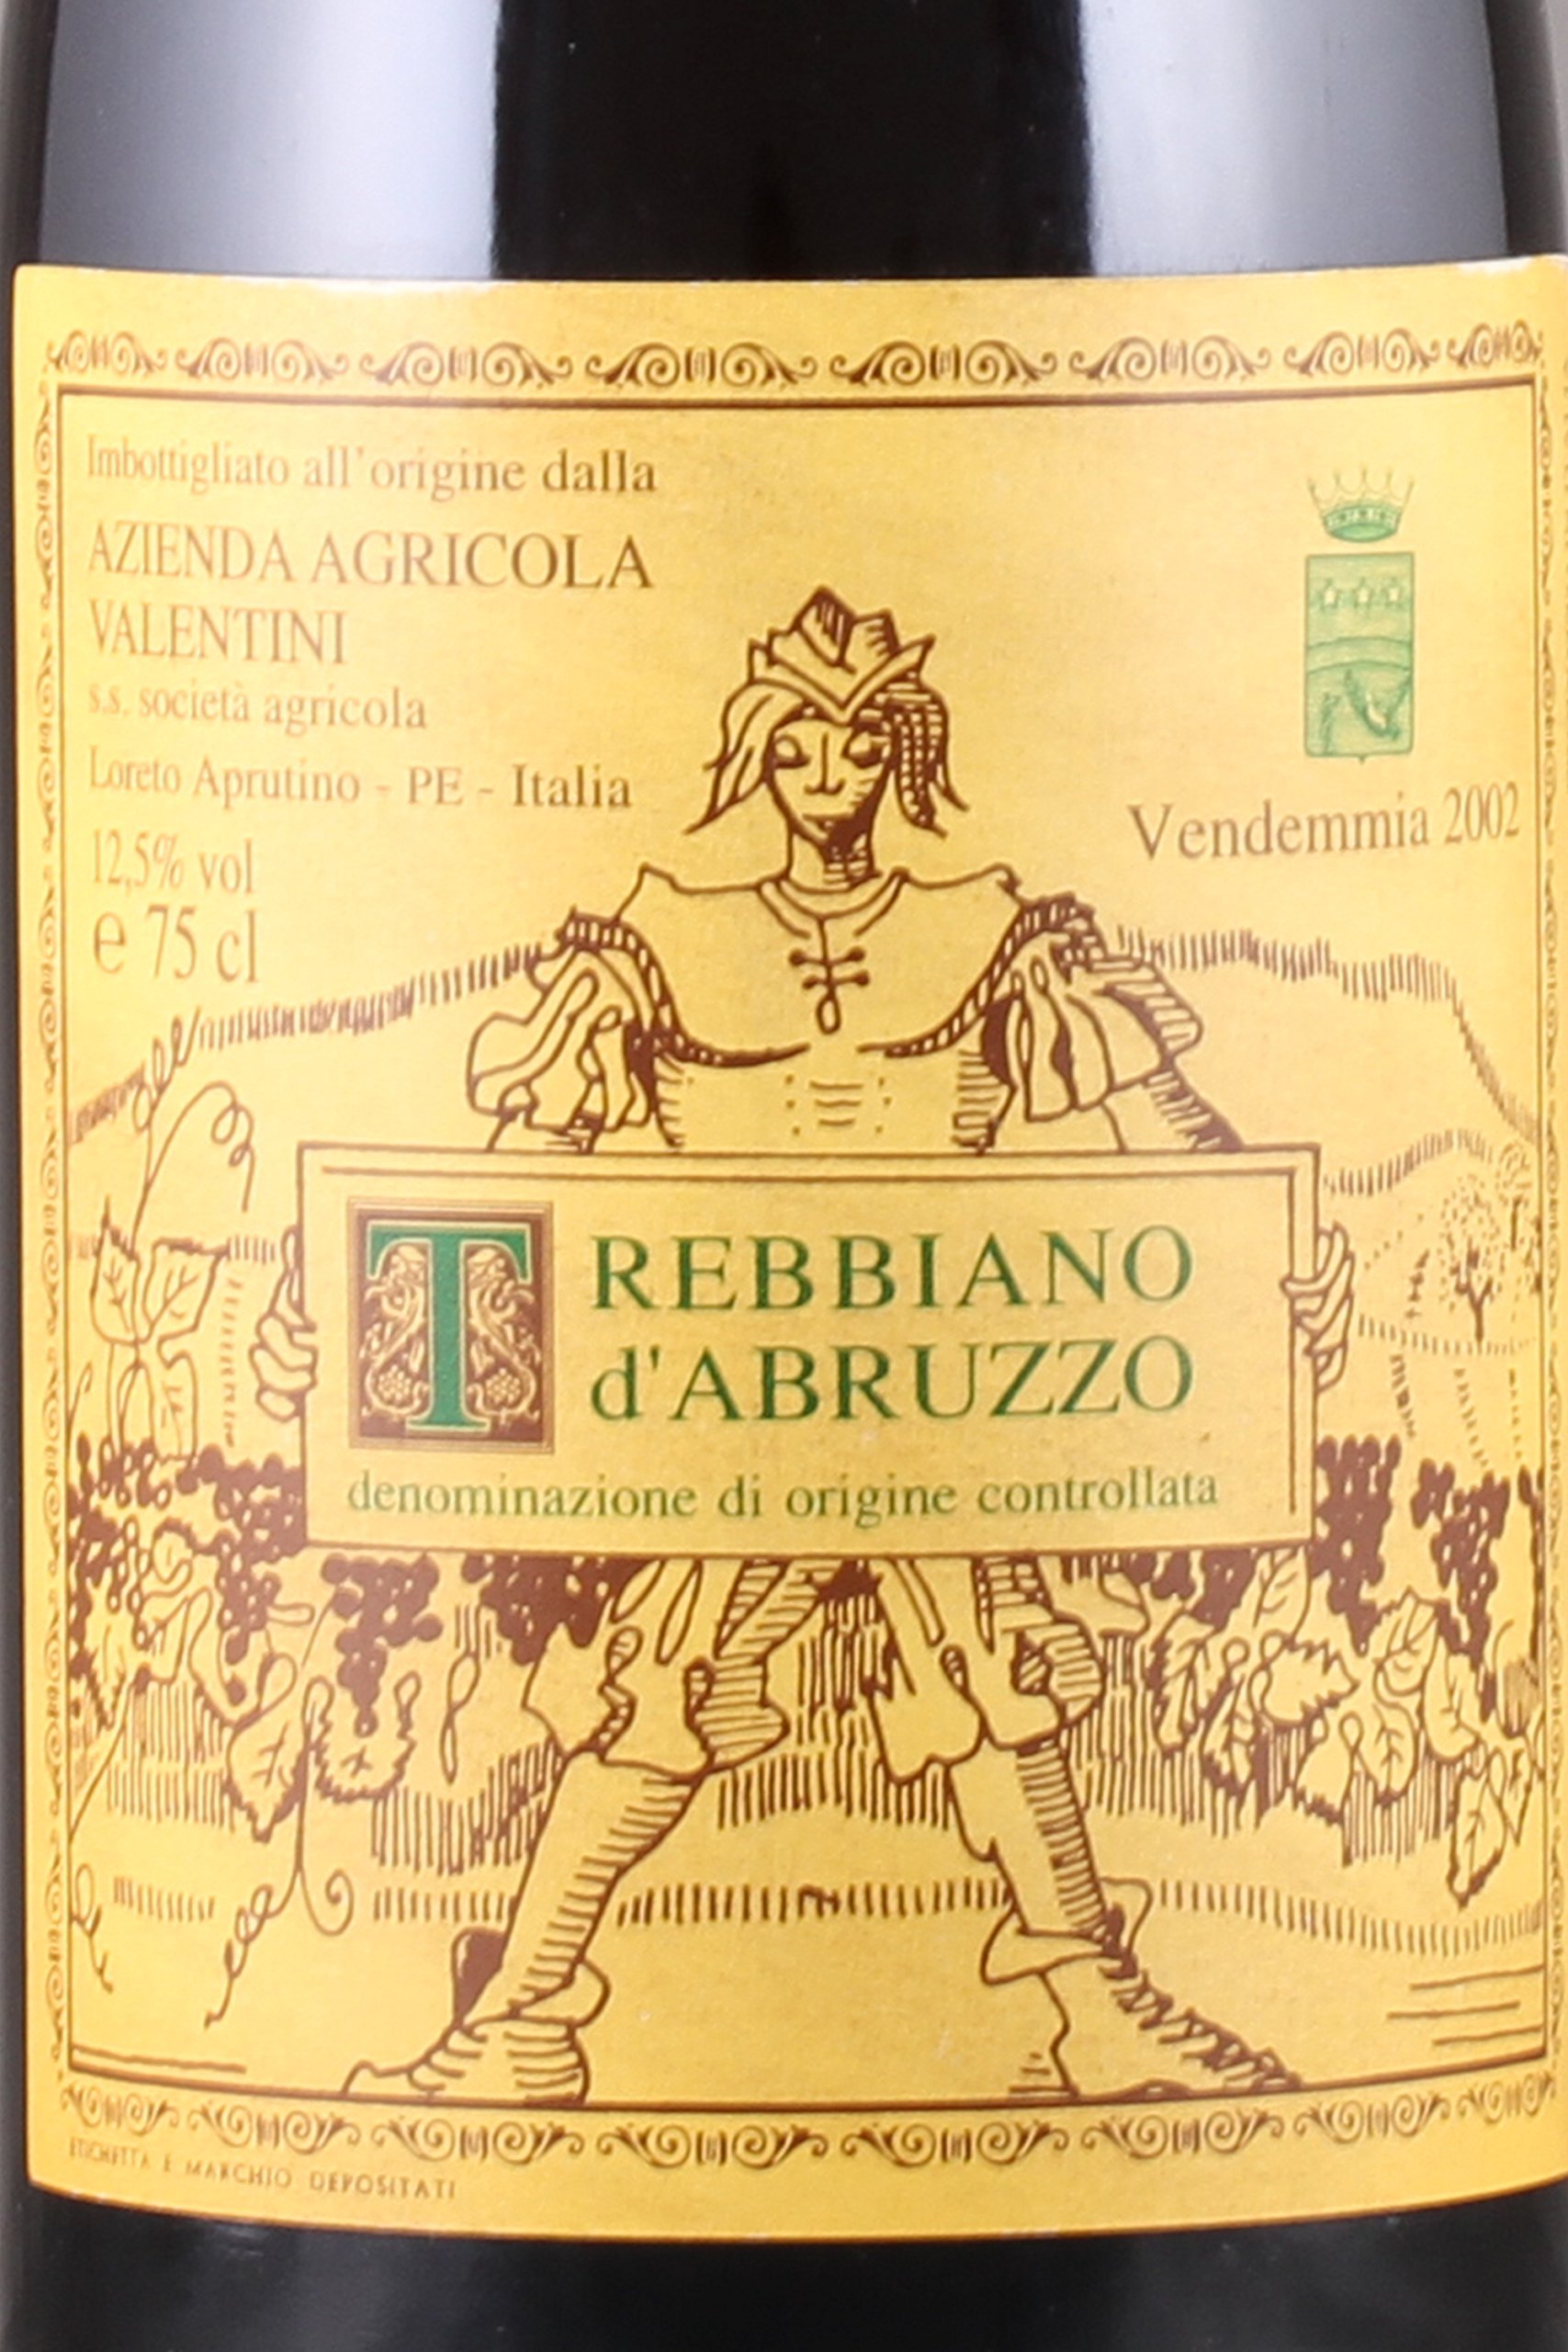 Imbottigliato all'origine dalla
AZIENDA AGRICOLA
VALENTINI
s.s. società agricola
Loreto Aprutino - PE - Italia
12,5% vol
e 75 cl
Vendemmia 2002
TREBBIANO
d'ABRUZZO
denominazione di origine controllata
ETICHETTA E MARCHIO DEPOSITATI